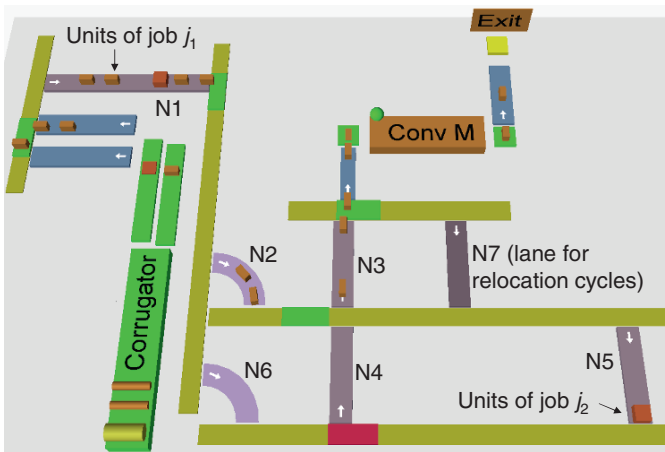 Exit
Units of job j₁
N1
Conv M
N2
N3
N7 (lane for
relocation cycles)
Corrugator
N6
N4
N5
Units of job j₂